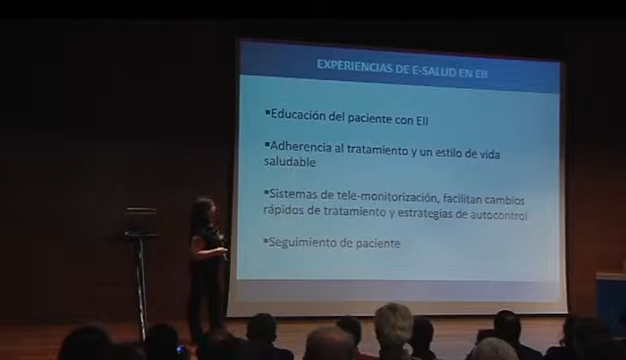 EXPERIENCIAS DE E-SALUD EN EII
▪Educación del paciente con EII
▪Adherencia al tratamiento y un estilo de vida
saludable
▪Sistemas de tele-monitorización, facilitan cambios
rápidos de tratamiento y estrategias de autocontrol
▪Seguimiento de paciente